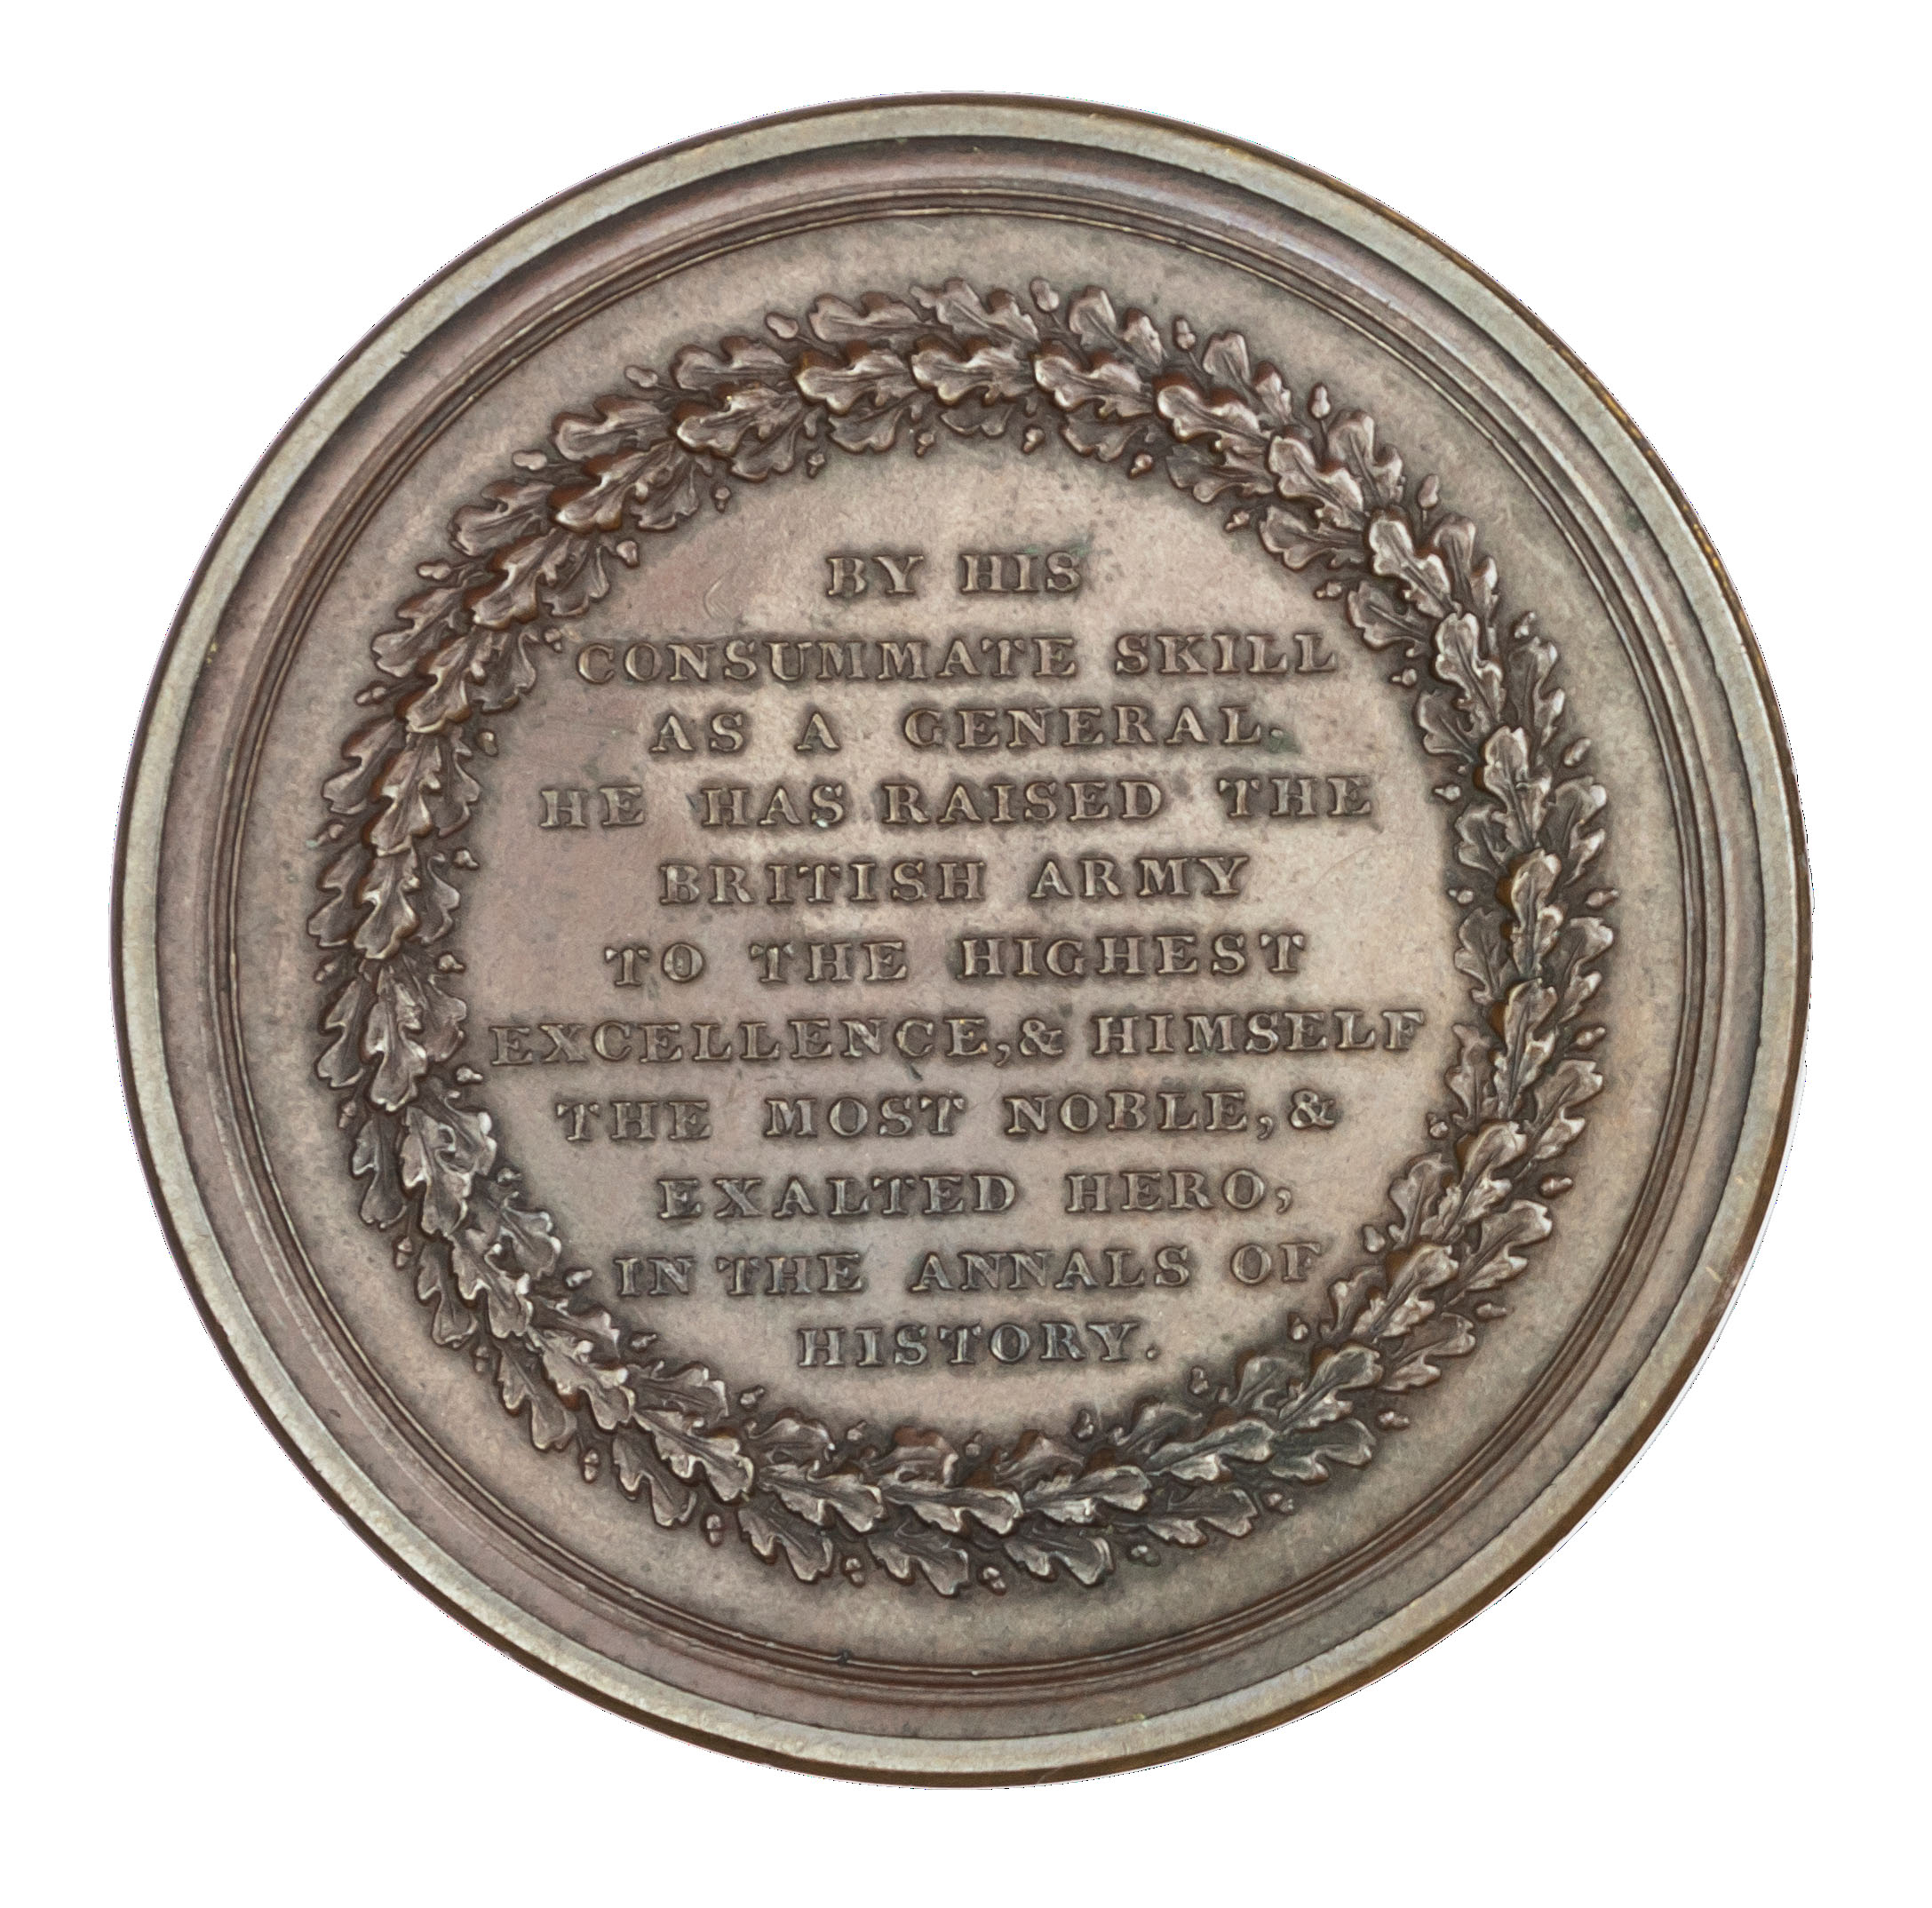 BY HIS
CONSUMMATE SKILL
AS A GENERAL.
HE HAS RAISED THE
BRITISH ARMY
TO THE HIGHEST
EXCELLENCE, & HIMSELF
THE MOST NOBLE, &
EXALTED HERO,
IN THE ANNALS OF
HISTORY.